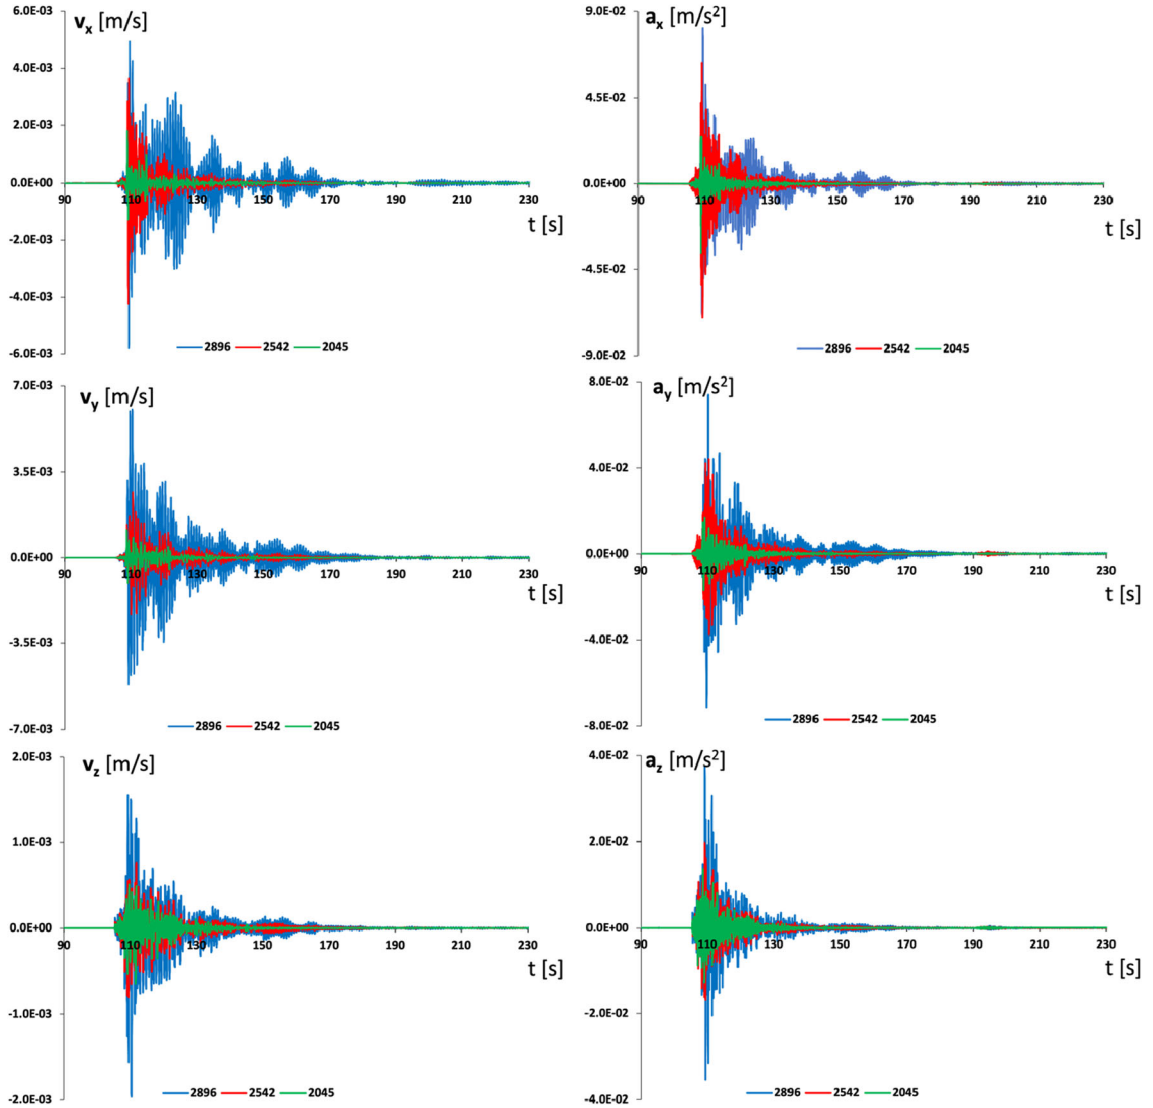 6.0E-03
v_x [m/s]
4.0E-03
2.0E-03
0.0E+00
90 110 130 150 170 190 210 230
t [s]
-2.0E-03
-4.0E-03
2896 2542 2045
-6.0E-03
9.0E-02
a_x [m/s²]
4.5E-02
0.0E+00
90 110 130 150 170 190 210 230
t [s]
-4.5E-02
2896 2542 2045
-9.0E-02
7.0E-03
v_y [m/s]
3.5E-03
0.0E+00
90 110 130 150 170 190 210 230
t [s]
-3.5E-03
2896 2542 2045
-7.0E-03
8.0E-02
a_y [m/s²]
4.0E-02
0.0E+00
90 110 130 150 170 190 210 230
t [s]
-4.0E-02
2896 2542 2045
-8.0E-02
2.0E-03
v_z [m/s]
1.0E-03
0.0E+00
90 110 130 150 170 190 210 230
t [s]
-1.0E-03
2896 2542 2045
-2.0E-03
4.0E-02
a_z [m/s²]
2.0E-02
0.0E+00
90 110 130 150 170 190 210 230
t [s]
-2.0E-02
2896 2542 2045
-4.0E-02